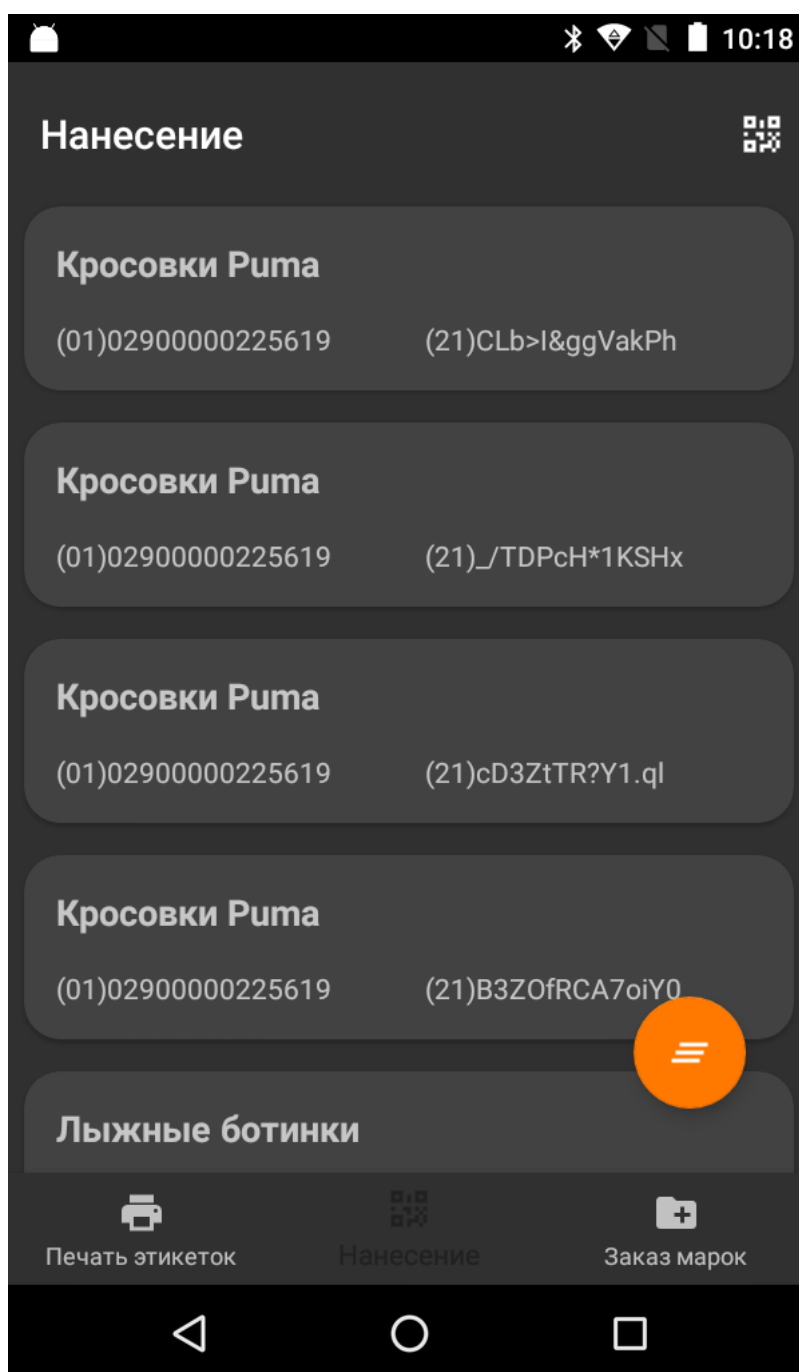 10:18
Нанесение
Кросовки Puma
(01)02900000225619 (21)CLb>I&ggVakPh
Кросовки Puma
(01)02900000225619 (21)_/TDPcH*1KSHx
Кросовки Puma
(01)02900000225619 (21)cD3ZtTR?Y1.ql
Кросовки Puma
(01)02900000225619 (21)B3ZOfRCA7oiY0
Лыжные ботинки
Печать этикеток Нанесение Заказ марок